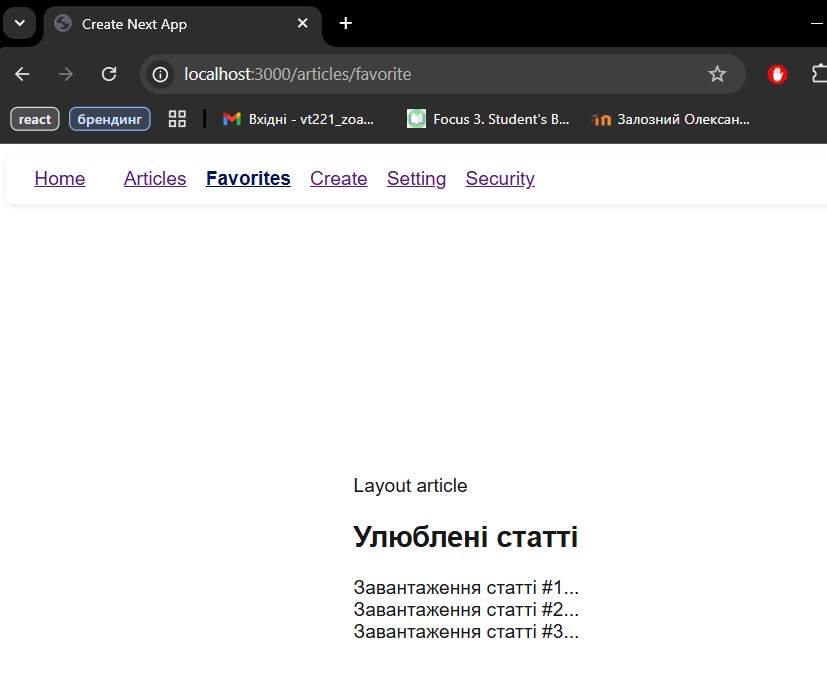 Create Next App
localhost:3000/articles/favorite
react брендинг Вхідні - vt221_zoa... Focus 3. Student's B... Залозний Олексан...
Home Articles Favorites Create Setting Security
Layout article
Улюблені статті
Завантаження статті #1...
Завантаження статті #2...
Завантаження статті #3...